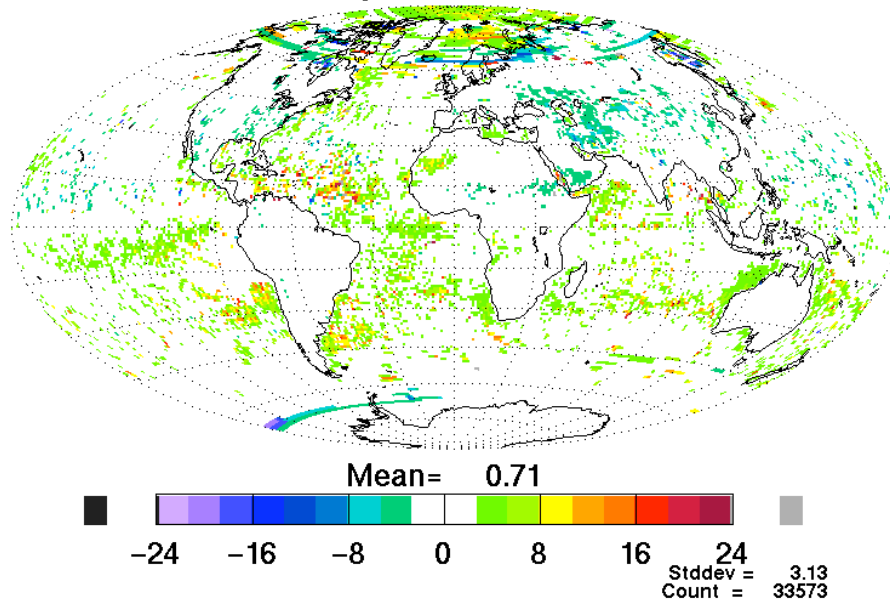 Mean= 0.71
−24 −16 −8 0 8 16 24
Stddev = 3.13
Count = 33573